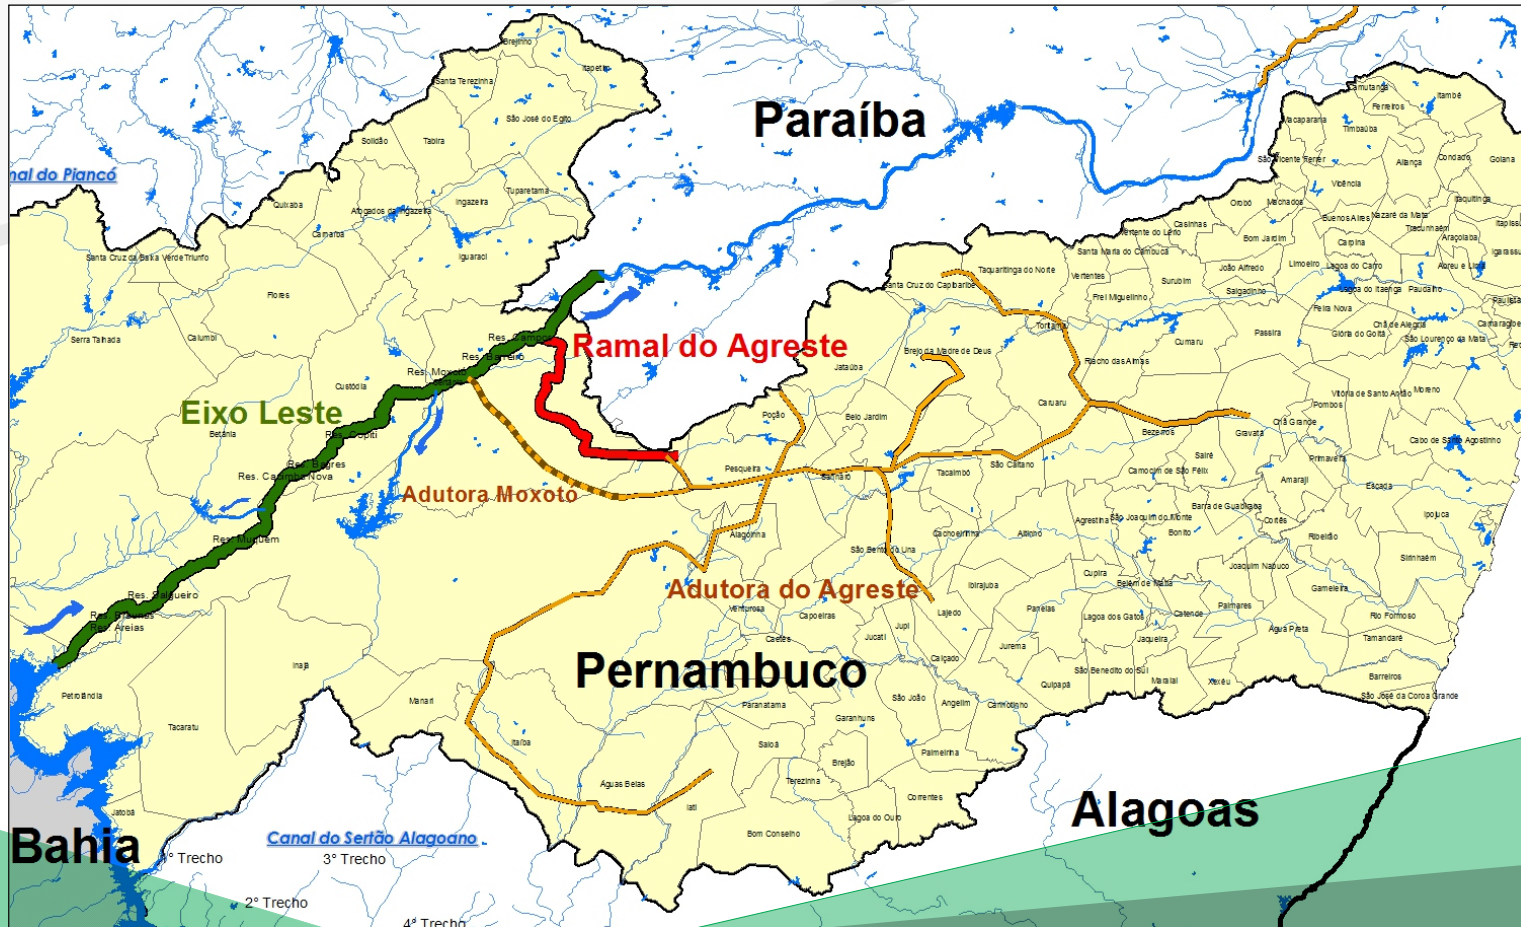 Brejinho
Itapetim
Santa Terezinha
São José do Egito
Solidão
Tabira
Paraíba
Camutanga
Itambé
Ferreiros
Macaparana
Timbaúba
São Vicente Ferrer
Aliança
Condado
Goiana
nal do Piancó
Quixaba
Afogados da Ingazeira
Ingazeira
Tuparetama
Carnaíba
Iguaraci
Santa Cruz da Baixa Verde
Triunfo
Flores
Vicência
Orobó
Machados
Itaquitinga
Buenos Aires
Nazaré da Mata
Tracunhaém
Itapissu
Casinhas
Vertente do Lério
Bom Jardim
Carpina
Araçoiaba
Igarassu
Santa Maria do Cambucá
João Alfredo
Limoeiro
Lagoa do Carro
Abreu e Lima
Taquaritinga do Norte
Vertentes
Surubim
Salgadinho
Lagoa do Itaenga
Paudalho
Santa Cruz do Capibaribe
Frei Miguelinho
Feira Nova
Paulista
Serra Talhada
Calumbi
Toritama
Passira
Glória do Goitá
Chã de Alegria
Camaragibe
Res. Campos
Ramal do Agreste
Brejo da Madre de Deus
Cumaru
São Lourenço da Mata
Res. Barreiro
Riacho das Almas
Res. Moxotó
Jataúba
Custódia
Eixo Leste
Betânia
Res. Copiti
Poção
Belo Jardim
Caruaru
Bezerros
Gravatá
Chã Grande
Pombos
Vitória de Santo Antão
Moreno
Cabo de Santo Agostinho
Res. Bagres
Res. Cacimba Nova
Pesqueira
Sanharó
Tacaimbó
São Caitano
Sairé
Camocim de São Félix
Primavera
Amaraji
Escada
Adutora Moxoto
Res. Muquem
Alagoinha
São Bento do Una
Cachoeirinha
Altinho
Agrestina
São Joaquim do Monte
Barra de Guabiraba
Bonito
Cortês
Ribeirão
Ipojuca
Sirinhaém
Joaquim Nabuco
Gameleira
Res. Salgueiro
Res. Areias
Adutora do Agreste
Venturosa
Capoeiras
Caetés
Jucati
Jupi
Lajedo
Ibirajuba
Cupira
Panelas
Lagoa dos Gatos
Belém de Maria
Catende
Palmares
Jaqueira
Água Preta
Rio Formoso
Tamandaré
Pernambuco
Calçado
Jurema
Quipapá
São Benedito do Sul
Maraial
Xexéu
Barreiros
São José da Coroa Grande
Petrolândia
Inajá
Tacaratu
Manari
Itaíba
Paranatama
São João
Angelim
Canhotinho
Garanhuns
Saloá
Palmeirina
Brejão
Terezinha
Águas Belas
Iati
Correntes
Lagoa do Ouro
Bom Conselho
Alagoas
Jatobá
Bahia
Canal do Sertão Alagoano
1° Trecho
3° Trecho
2° Trecho
4° Trecho